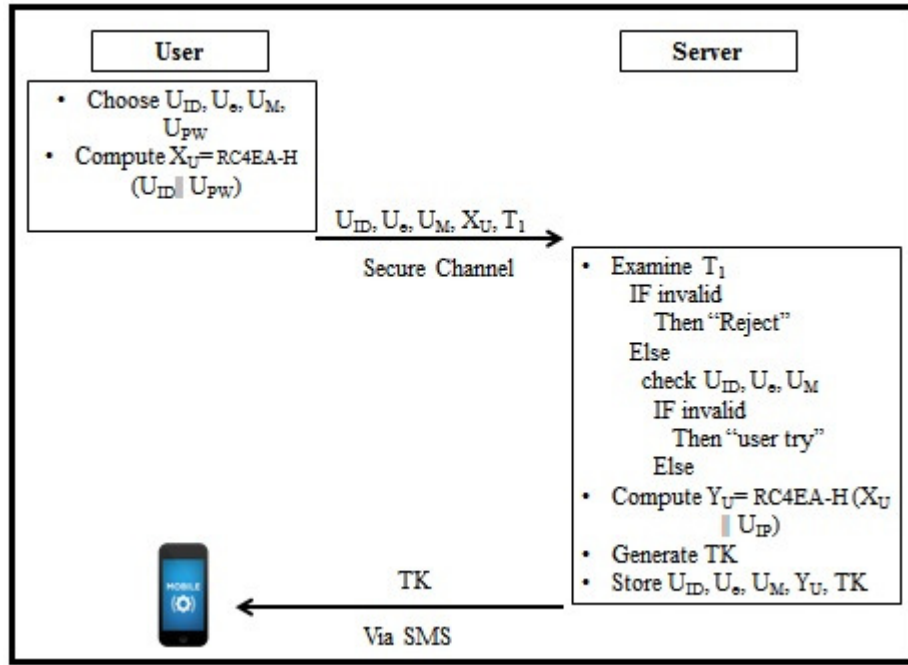 User
Server
• Choose U_ID, U_e, U_M,
U_PW
• Compute X_U= RC4EA-H
(U_ID|| U_PW)
U_ID, U_e, U_M, X_U, T_1
Secure Channel
• Examine T_1
IF invalid
Then “Reject”
Else
check U_ID, U_e, U_M
IF invalid
Then “user try”
Else
• Compute Y_U= RC4EA-H (X_U
|| U_IP)
• Generate TK
• Store U_ID, U_e, U_M, Y_U, TK
MOBILE
TK
Via SMS